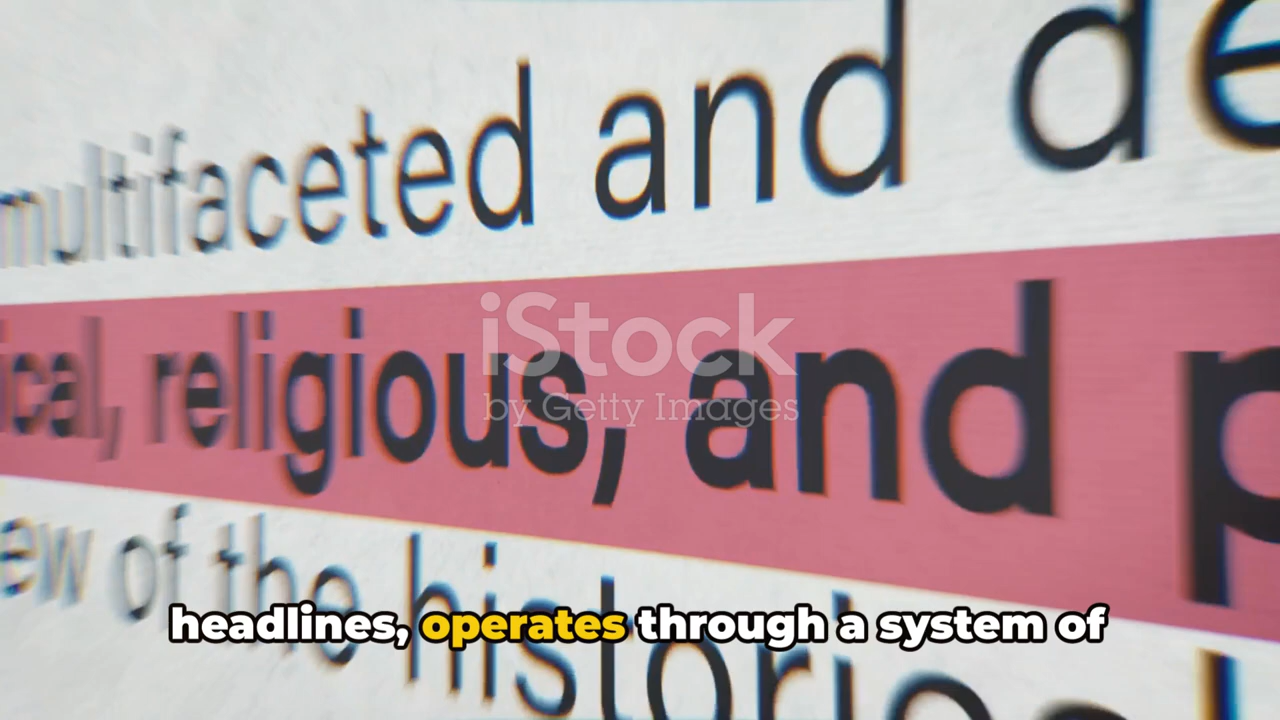 multifaceted and de
ical, religious, and p
iStock
by Getty Images
ew of the historical
headlines, operates through a system of